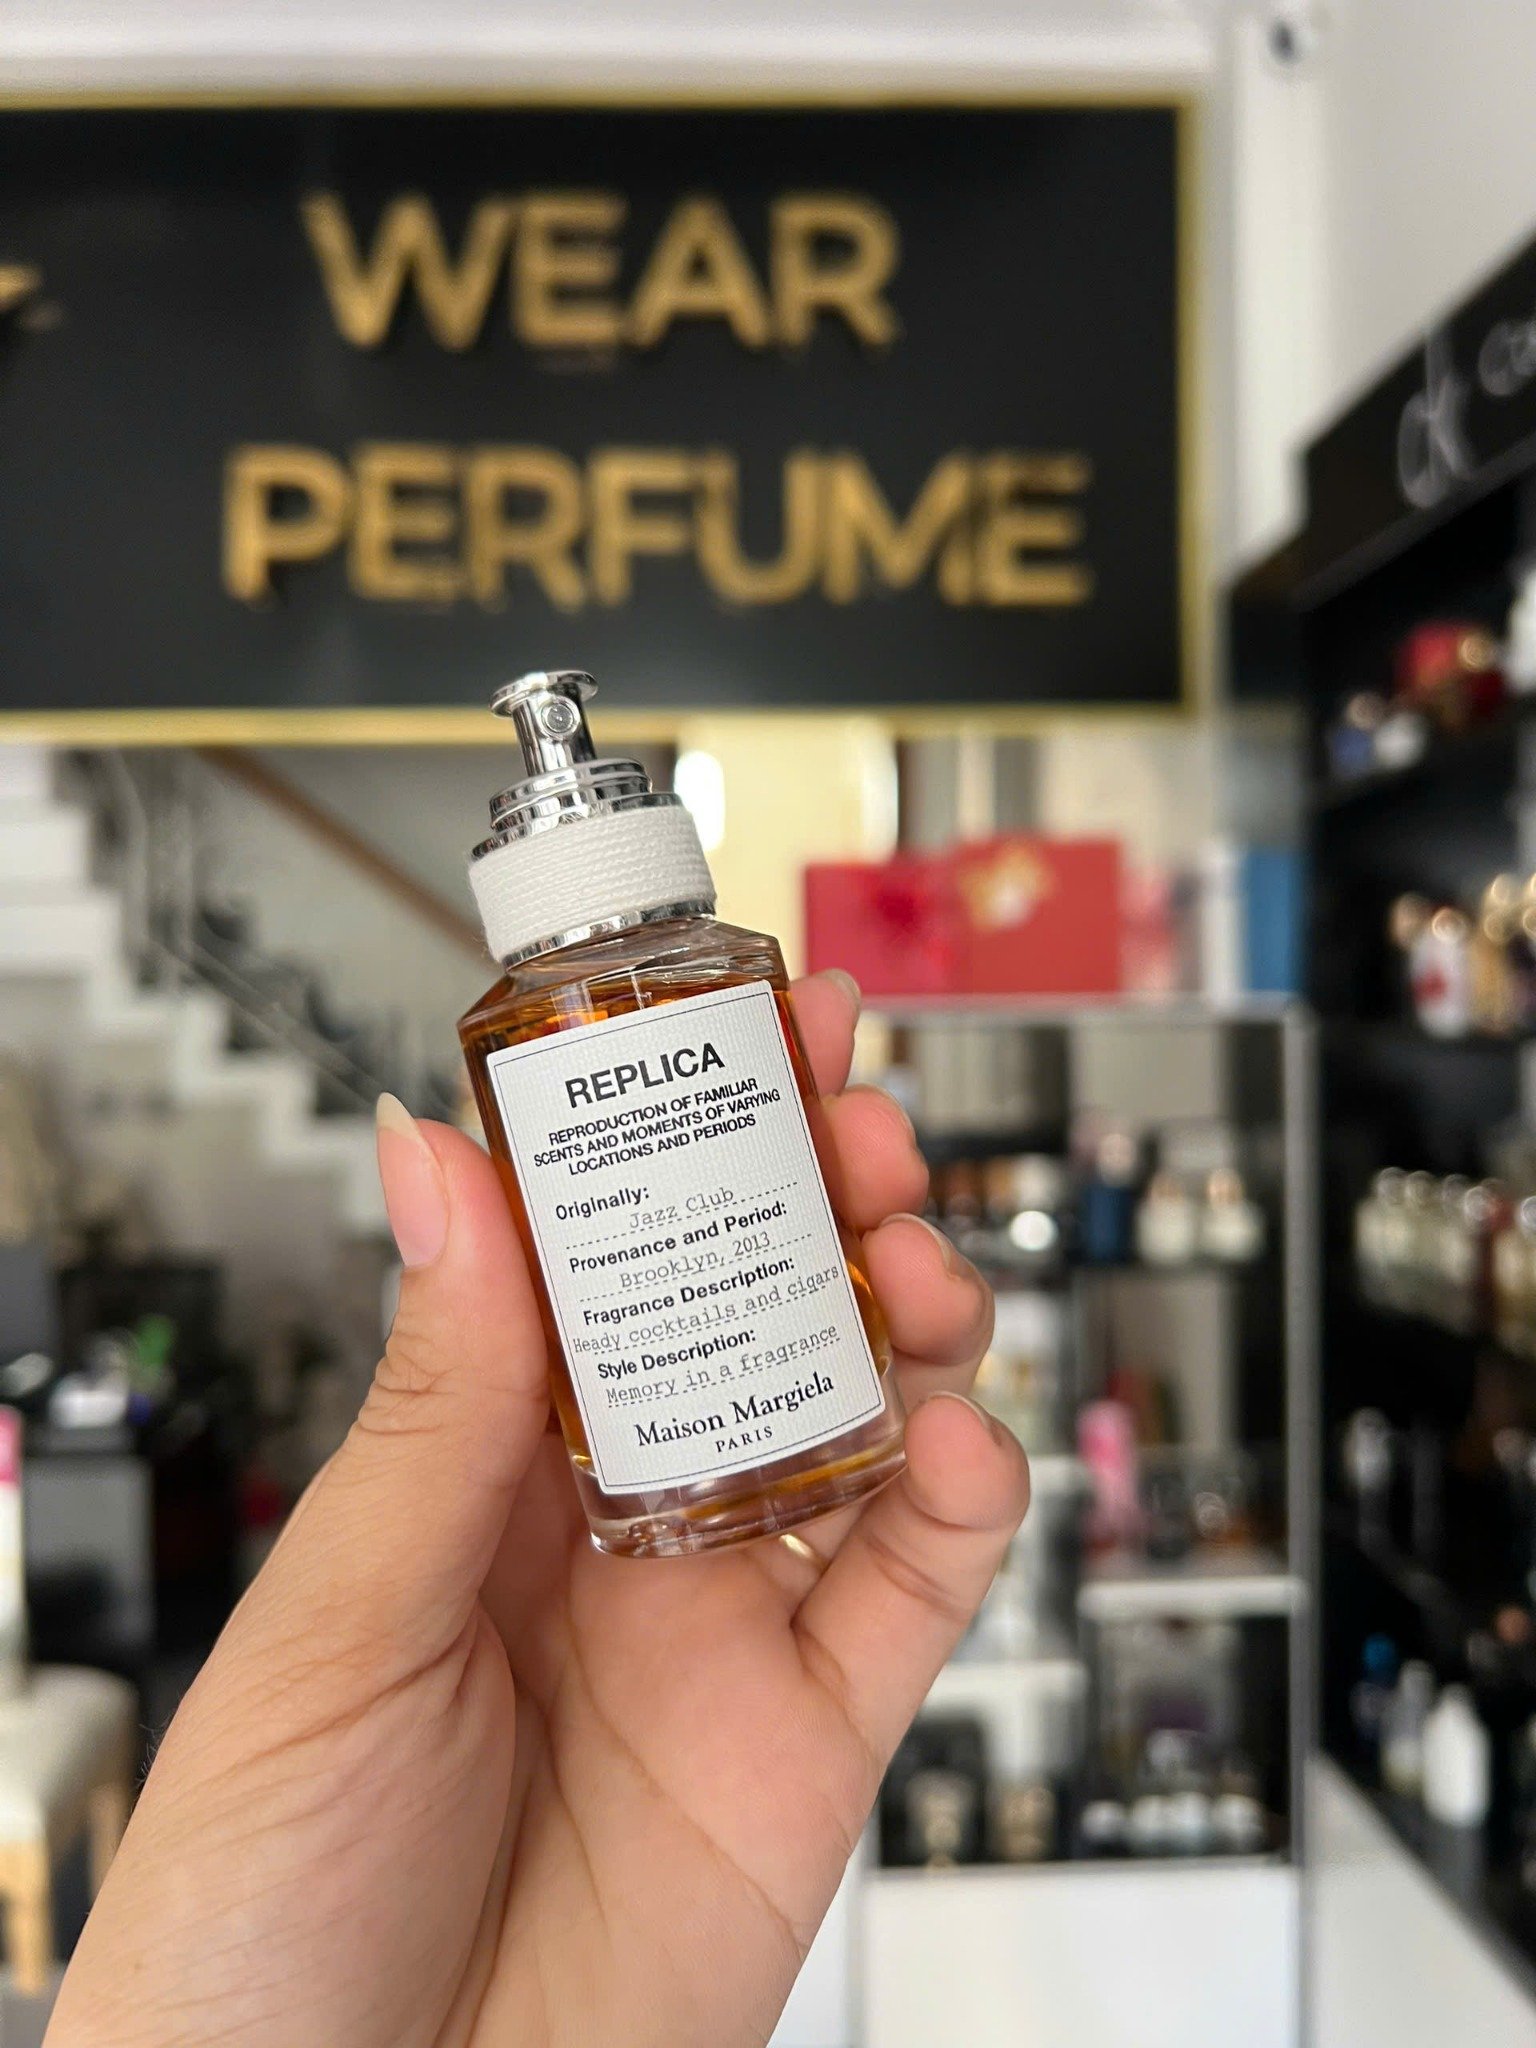 WEAR
PERFUME
REPLICA
REPRODUCTION OF FAMILIAR
SCENTS AND MOMENTS OF VARYING
LOCATIONS AND PERIODS
Originally:
Jazz Club
Provenance and Period:
Brooklyn, 2013
Fragrance Description:
Heady cocktails and cigars
Style Description:
Memory in a fragrance
Maison Margiela
PARIS